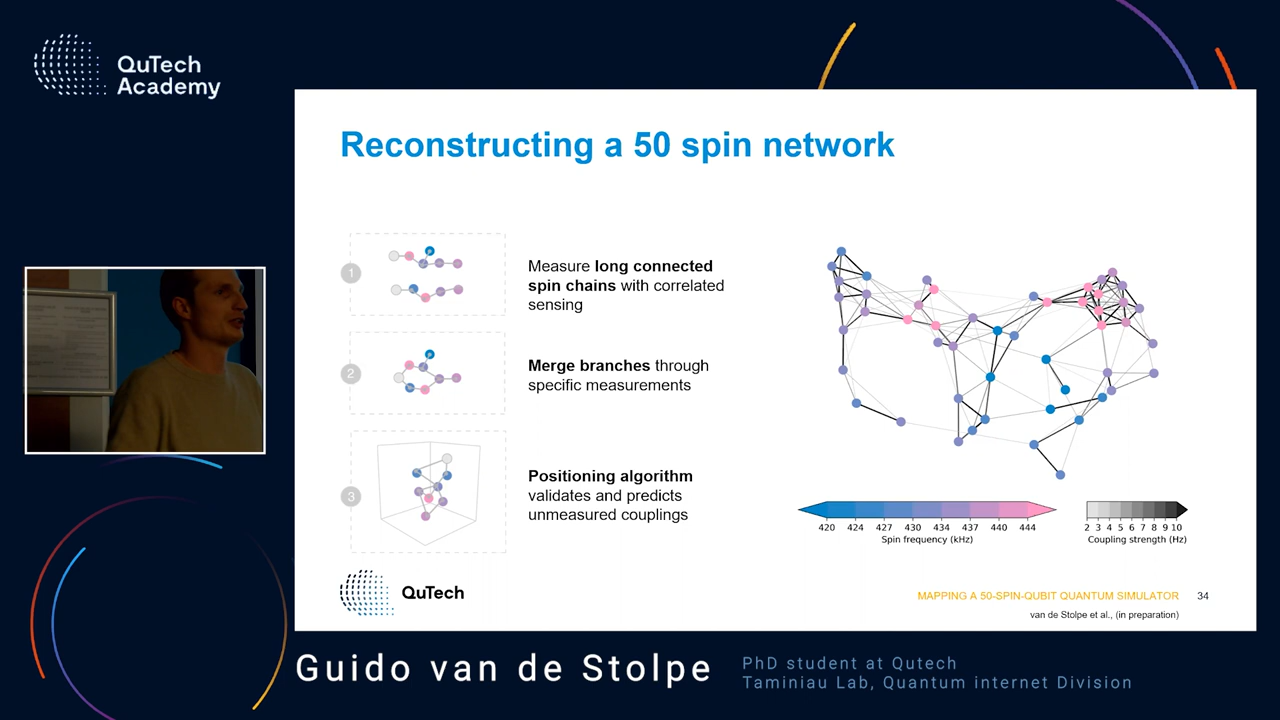 QuTech
Academy
Reconstructing a 50 spin network
1
Measure long connected
spin chains with correlated
sensing
2
Merge branches through
specific measurements
3
Positioning algorithm
validates and predicts
unmeasured couplings
420 424 427 430 434 437 440 444
Spin frequency (kHz)
2 3 4 5 6 7 8 9 10
Coupling strength (Hz)
QuTech
MAPPING A 50-SPIN-QUBIT QUANTUM SIMULATOR 34
van de Stolpe et al., (in preparation)
Guido van de Stolpe
PhD student at Qutech
Taminiau Lab, Quantum internet Division